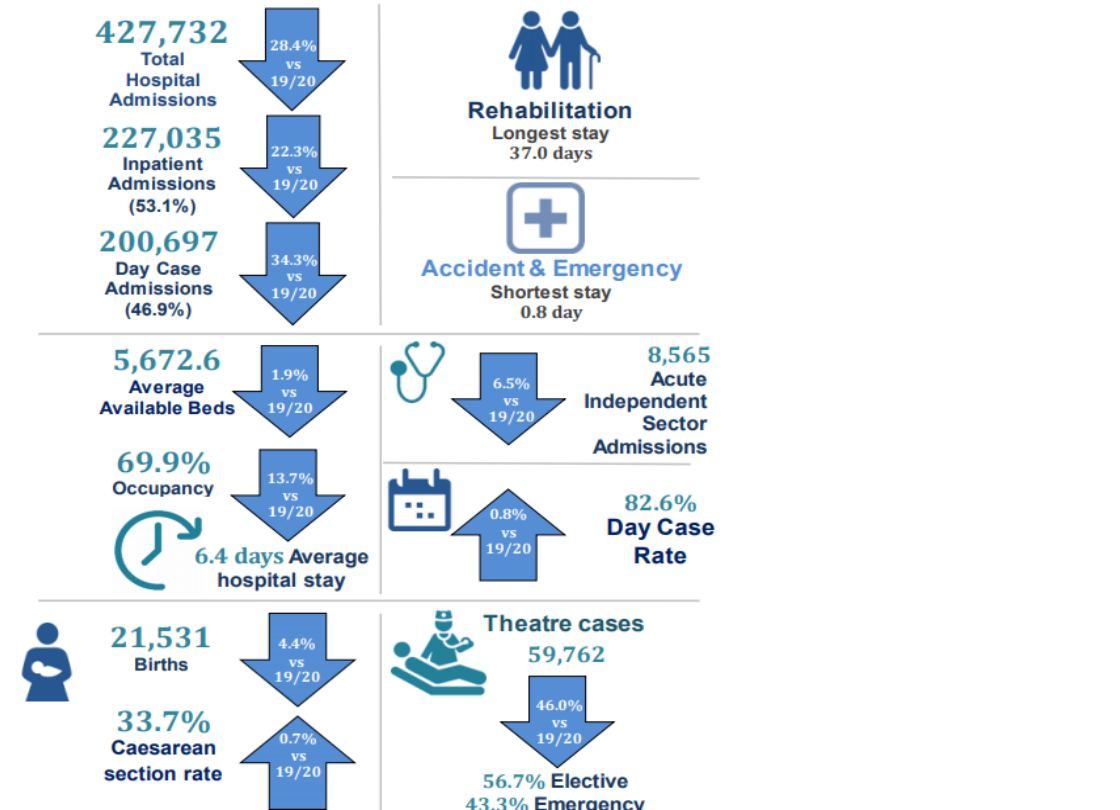 427,732
Total
Hospital
Admissions
28.4%
vs
19/20
227,035
Inpatient
Admissions
(53.1%)
22.3%
vs
19/20
200,697
Day Case
Admissions
(46.9%)
34.3%
vs
19/20
Rehabilitation
Longest stay
37.0 days
Accident & Emergency
Shortest stay
0.8 day
5,672.6
Average
Available Beds
1.9%
vs
19/20
69.9%
Occupancy
13.7%
vs
19/20
6.4 days Average
hospital stay
6.5%
vs
19/20
8,565
Acute
Independent
Sector
Admissions
0.8%
vs
19/20
82.6%
Day Case
Rate
21,531
Births
4.4%
vs
19/20
33.7%
Caesarean
section rate
0.7%
vs
19/20
Theatre cases
59,762
46.0%
vs
19/20
56.7% Elective
43.3% Emergency